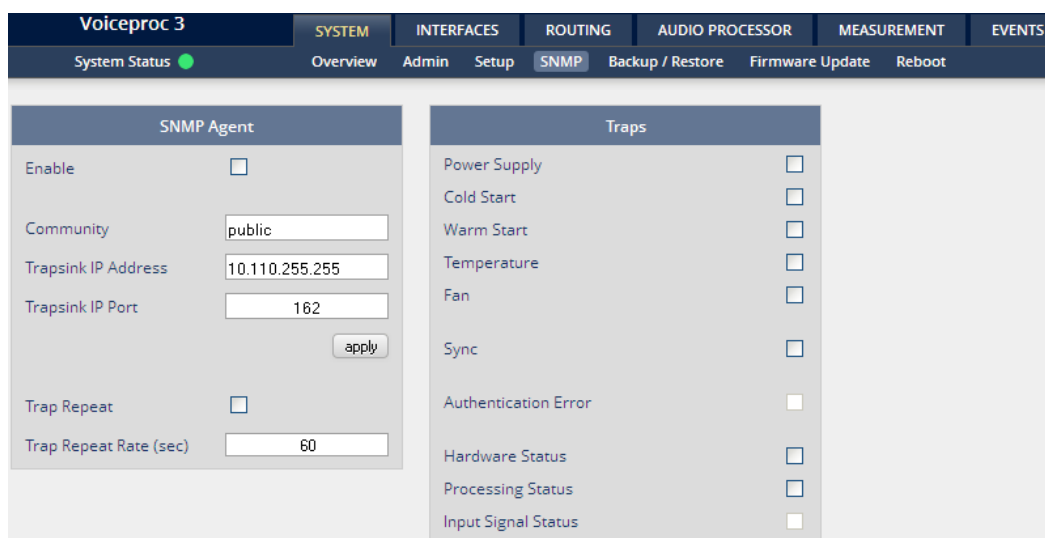 Voiceproc 3
SYSTEM INTERFACES ROUTING AUDIO PROCESSOR MEASUREMENT EVENTS
System Status Overview Admin Setup SNMP Backup / Restore Firmware Update Reboot
SNMP Agent
Enable
Community public
Trapsink IP Address 10.110.255.255
Trapsink IP Port 162
apply
Trap Repeat
Trap Repeat Rate (sec) 60
Traps
Power Supply
Cold Start
Warm Start
Temperature
Fan
Sync
Authentication Error
Hardware Status
Processing Status
Input Signal Status